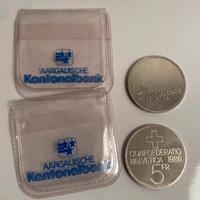 'AARGAUISCHE
Kantonalbank
'AARGAUISCHE
Kantonalbank
CONFOEDERATIO
HELVETICA 1986
5 FR